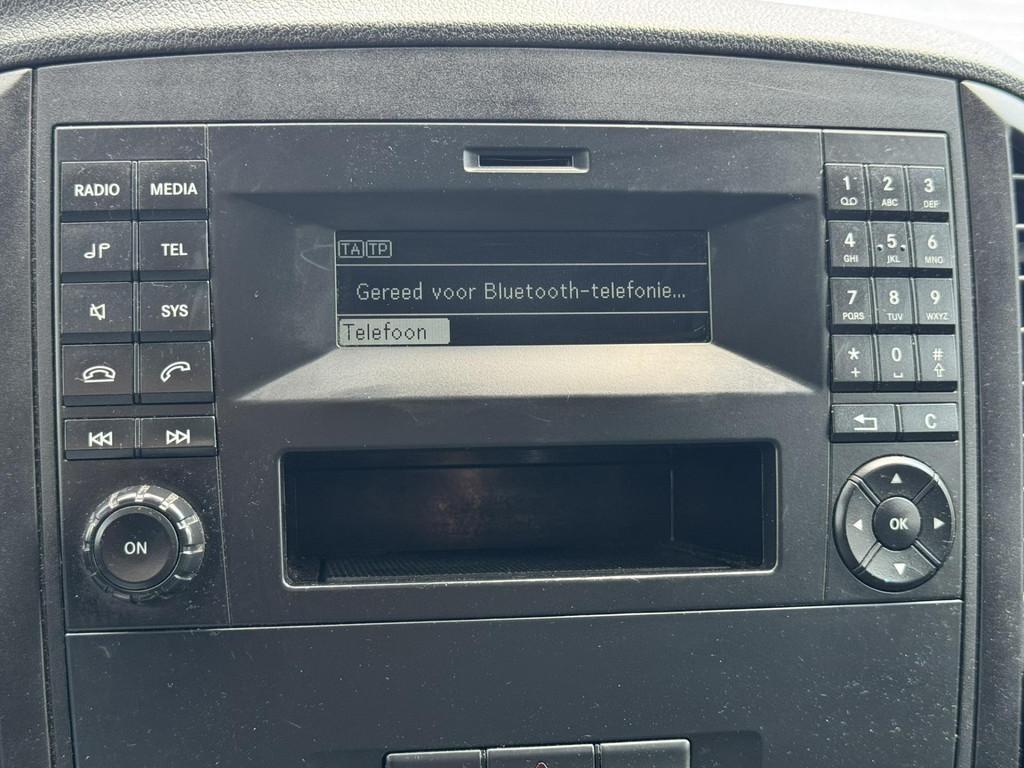 RADIO MEDIA
TEL
SYS
ON
TA TP
Gereed voor Bluetooth-telefonie...
Telefoon
1 2 3
ABC DEF
4 5 6
GHI JKL MNO
7 8 9
PQRS TUV WXYZ
* 0 #
+
C
OK